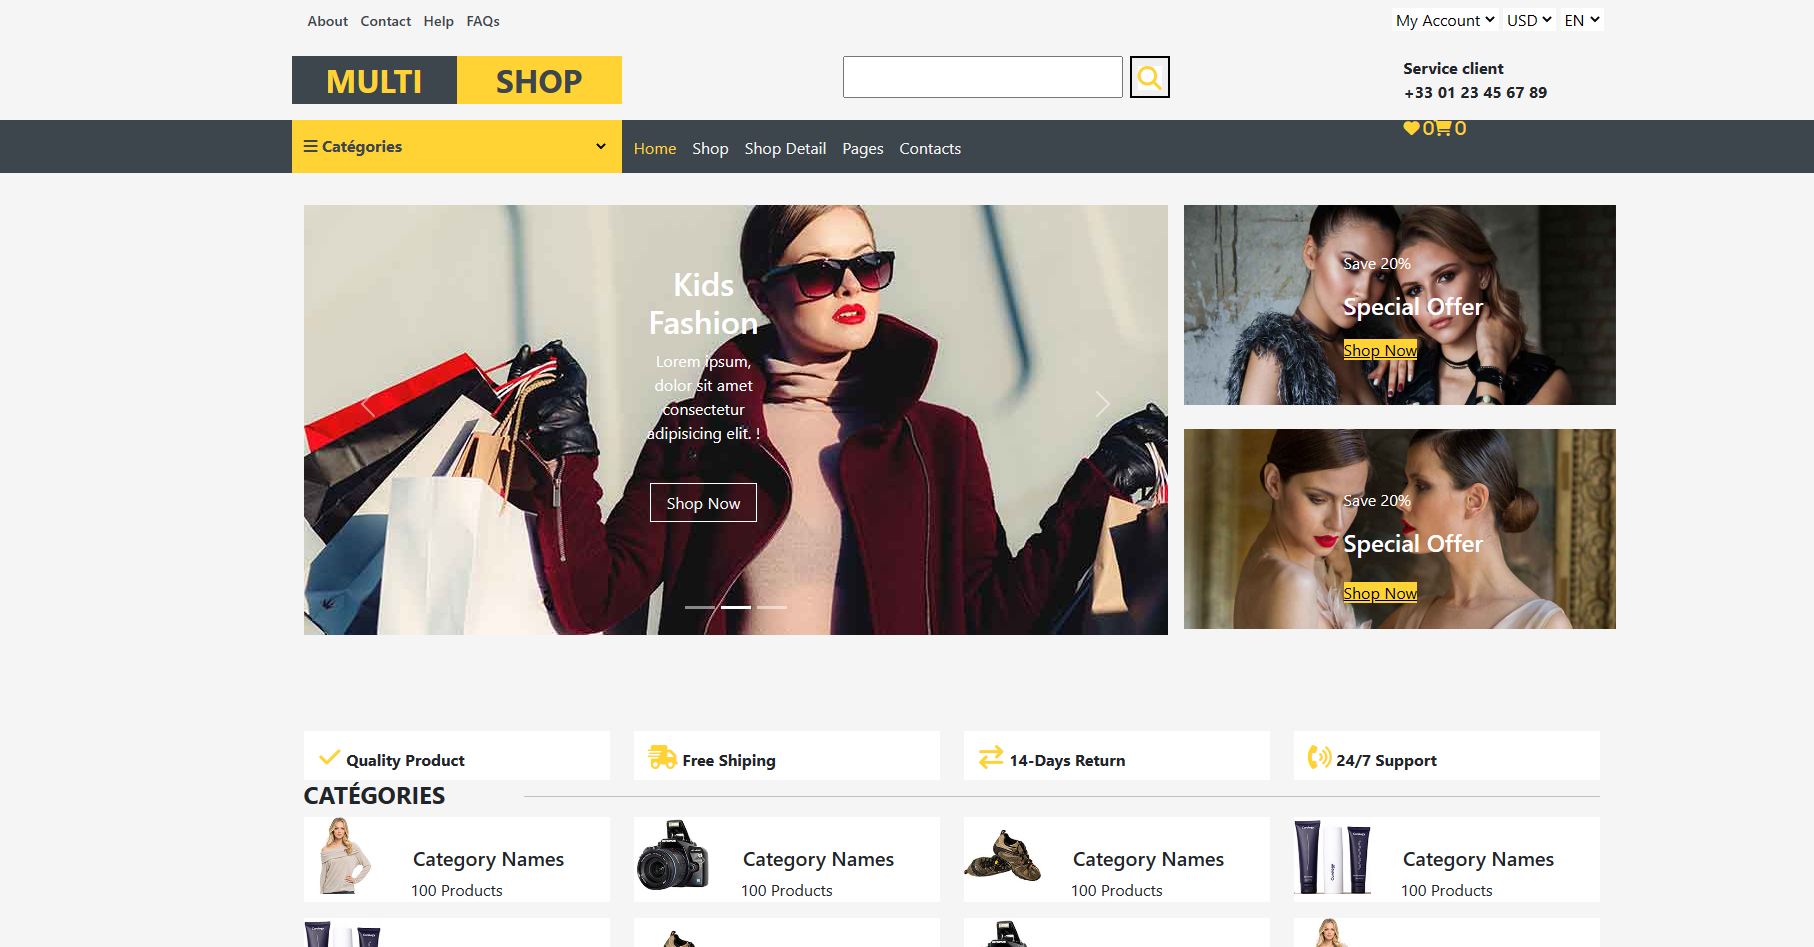 About Contact Help FAQs
My Account USD EN
MULTI SHOP
Service client
+33 01 23 45 67 89
0 0
Catégories
Home Shop Shop Detail Pages Contacts
Kids
Fashion
Lorem ipsum,
dolor sit amet
consectetur
adipisicing elit. !
Shop Now
Save 20%
Special Offer
Shop Now
Save 20%
Special Offer
Shop Now
Quality Product
Free Shiping
14-Days Return
24/7 Support
CATÉGORIES
Category Names
100 Products
Category Names
100 Products
Category Names
100 Products
Category Names
100 Products